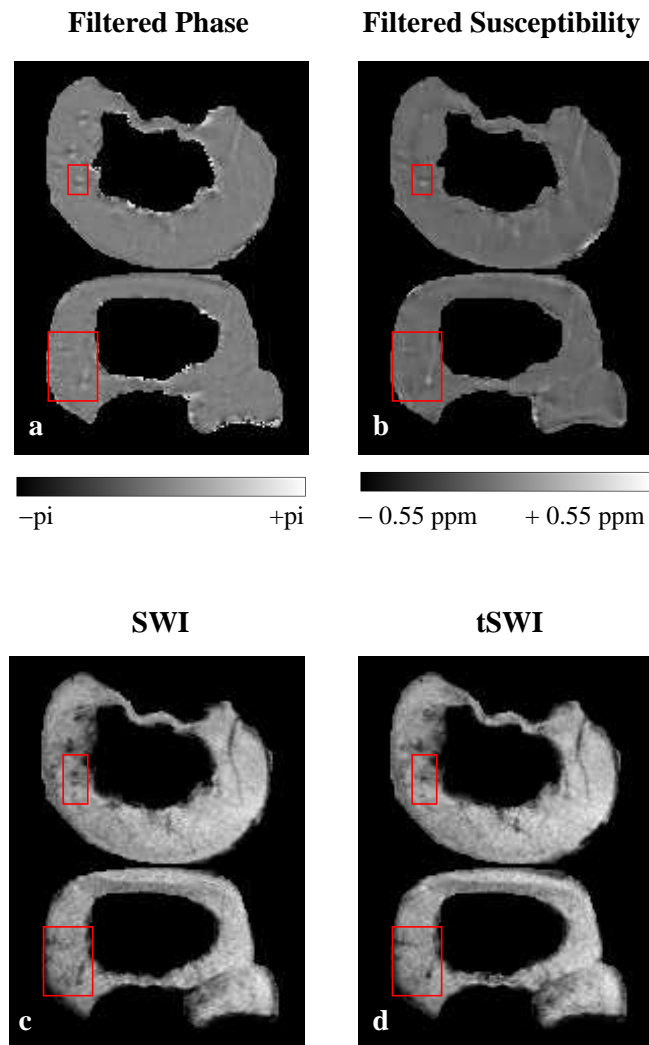 Filtered Phase
Filtered Susceptibility
a
b
−pi
+pi
− 0.55 ppm
+ 0.55 ppm
SWI
tSWI
c
d